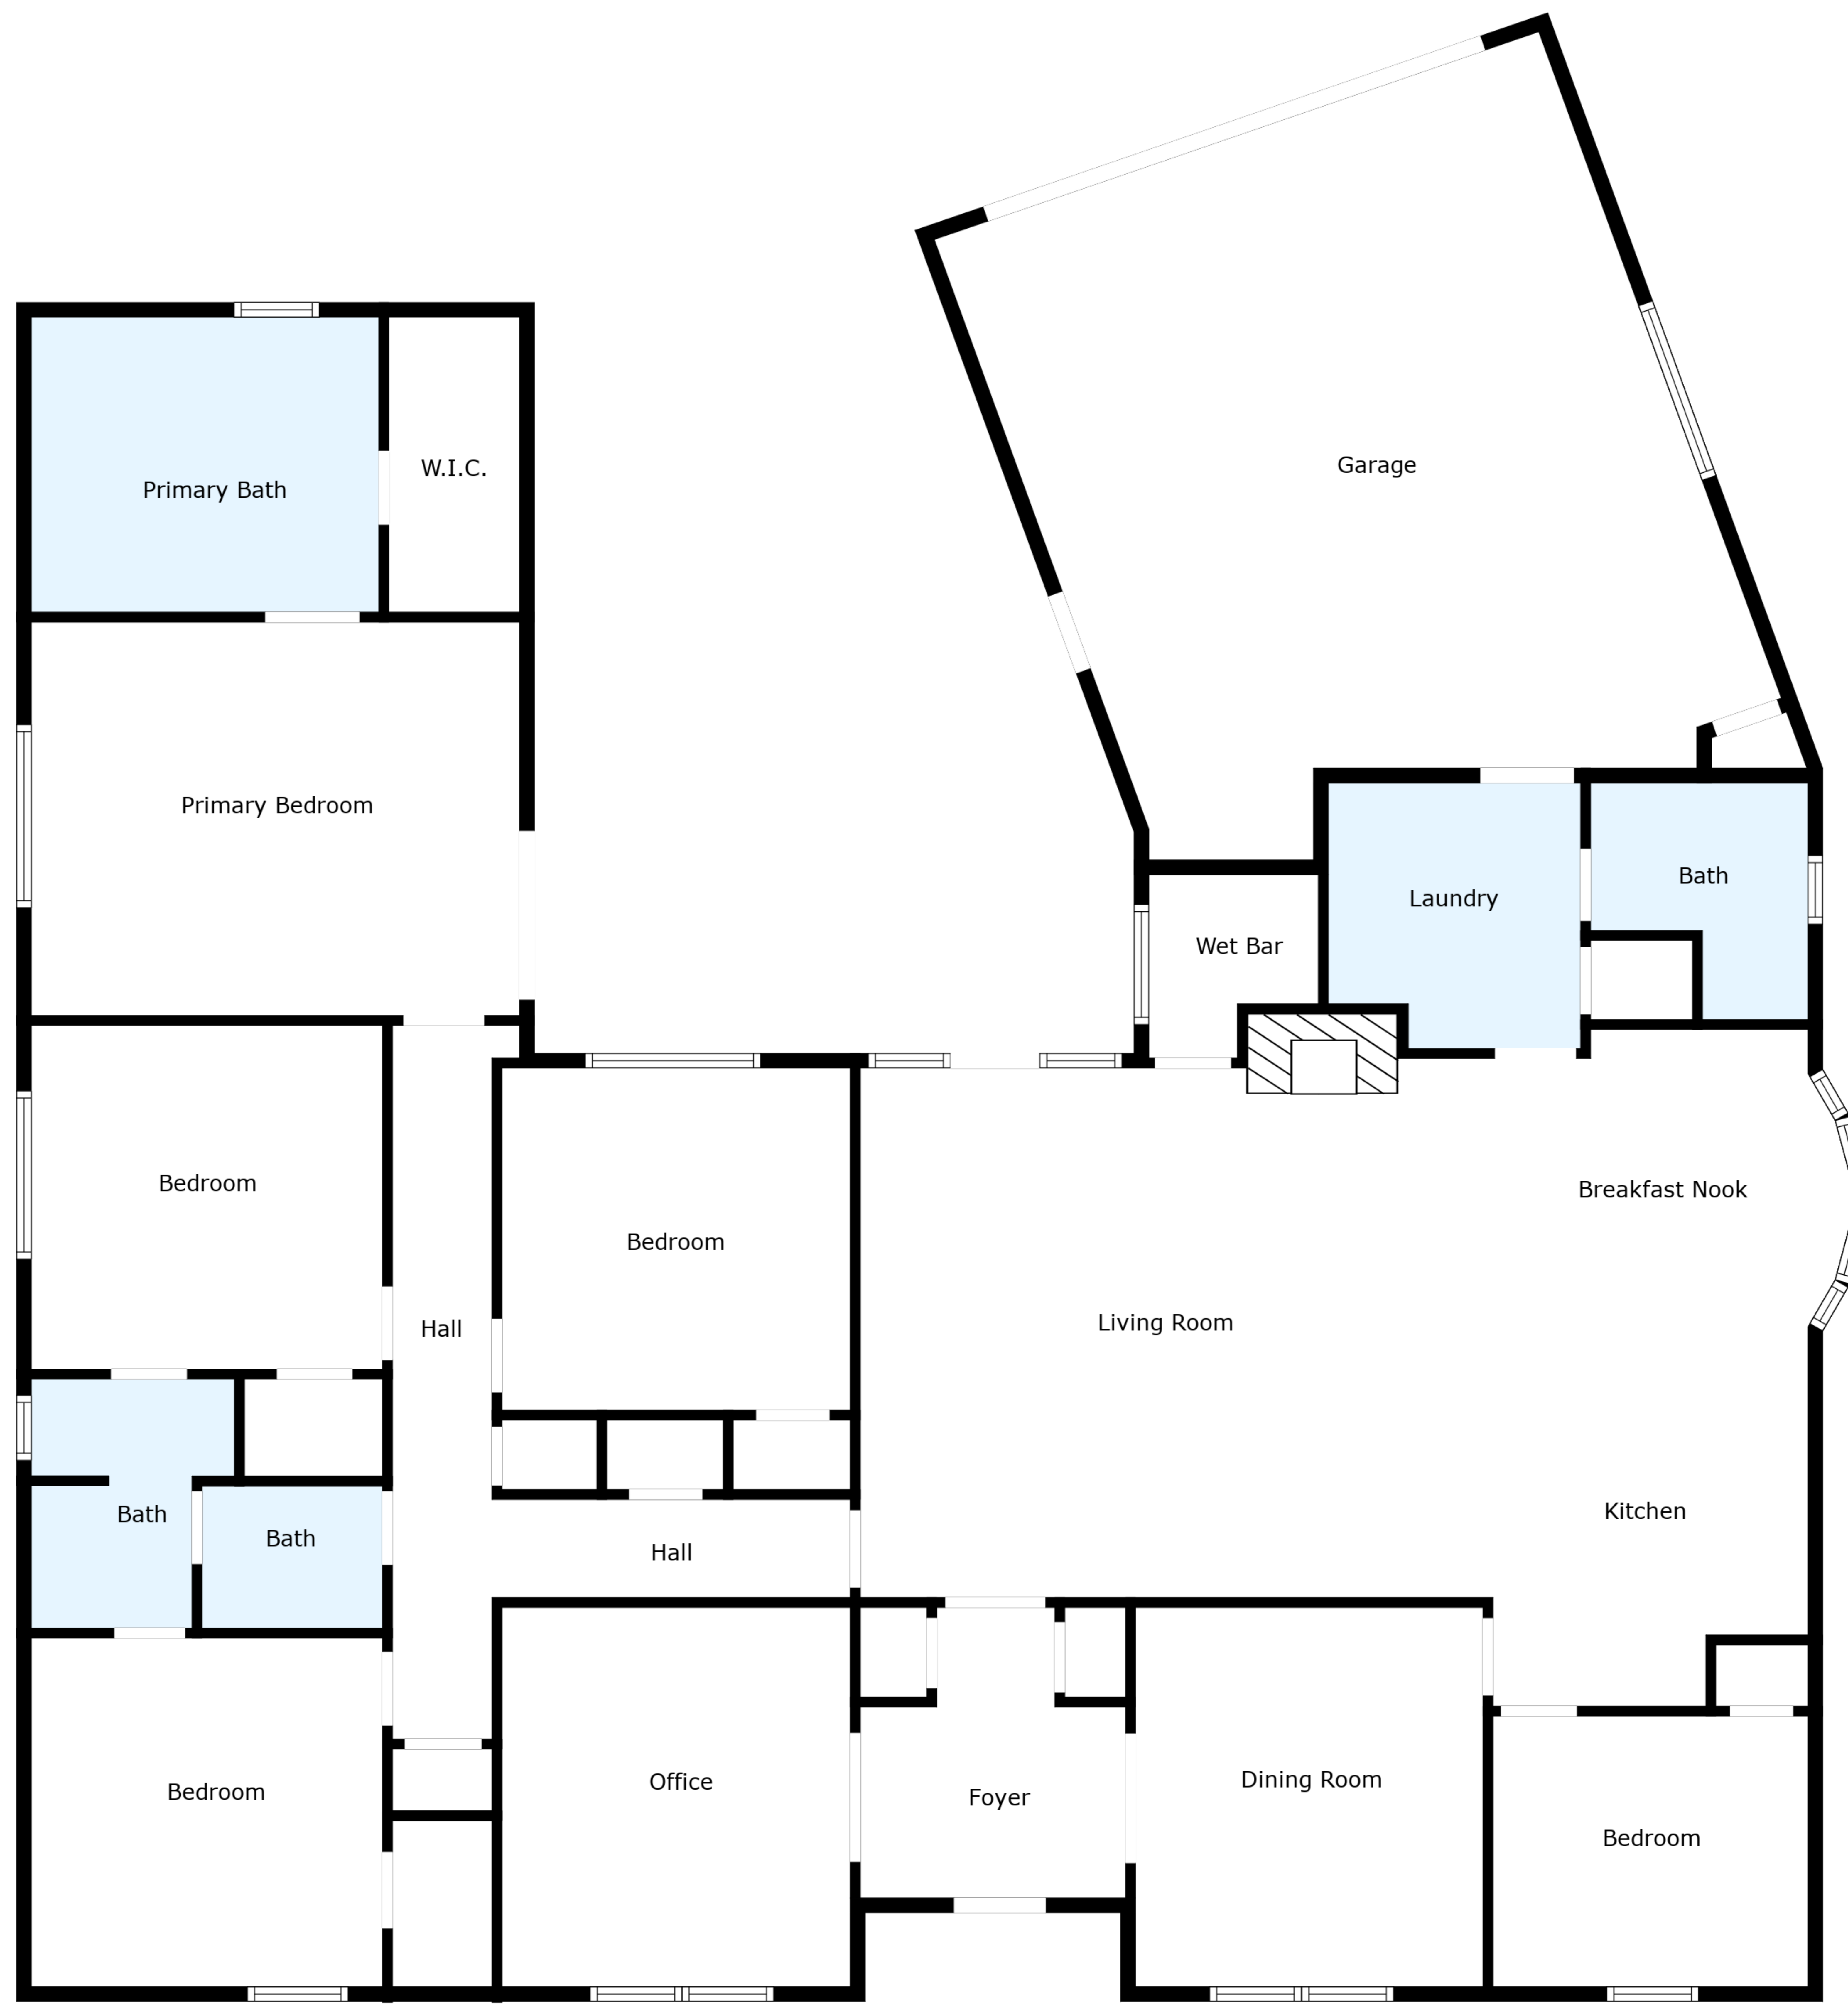 Garage
W.I.C.
Primary Bath
Primary Bedroom
Bath
Laundry
Wet Bar
Bedroom
Breakfast Nook
Bedroom
Living Room
Hall
Kitchen
Bath
Bath
Hall
Dining Room
Office
Bedroom
Foyer
Bedroom